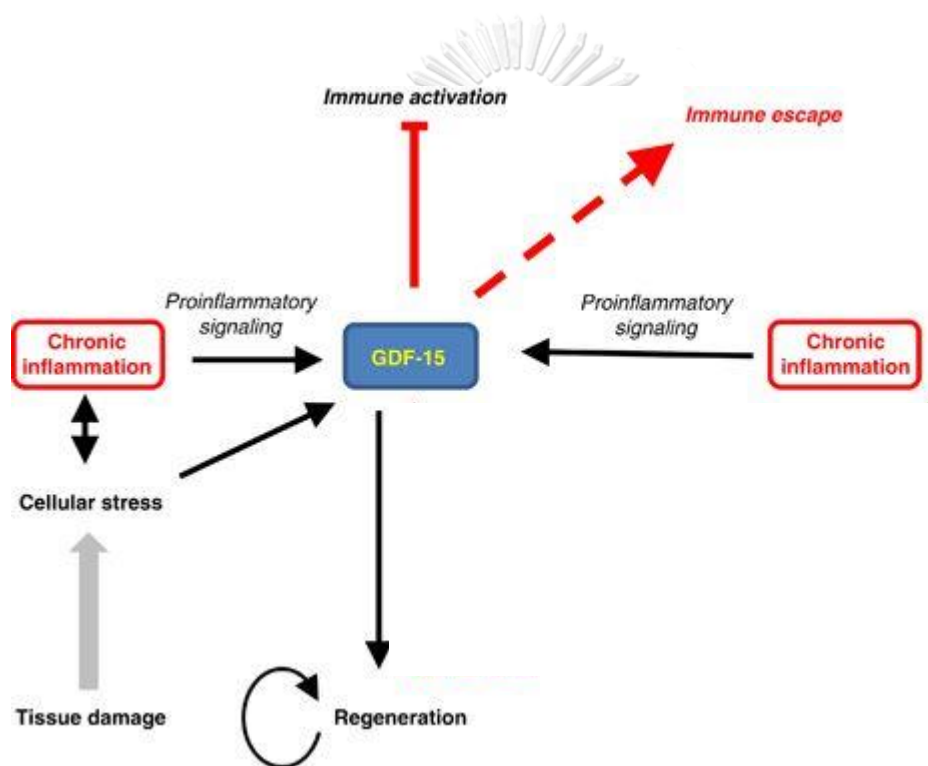 Immune activation
Immune escape
Proinflammatory
signaling
Proinflammatory
signaling
Chronic
inflammation
GDF-15
Chronic
inflammation
Cellular stress
Tissue damage
Regeneration